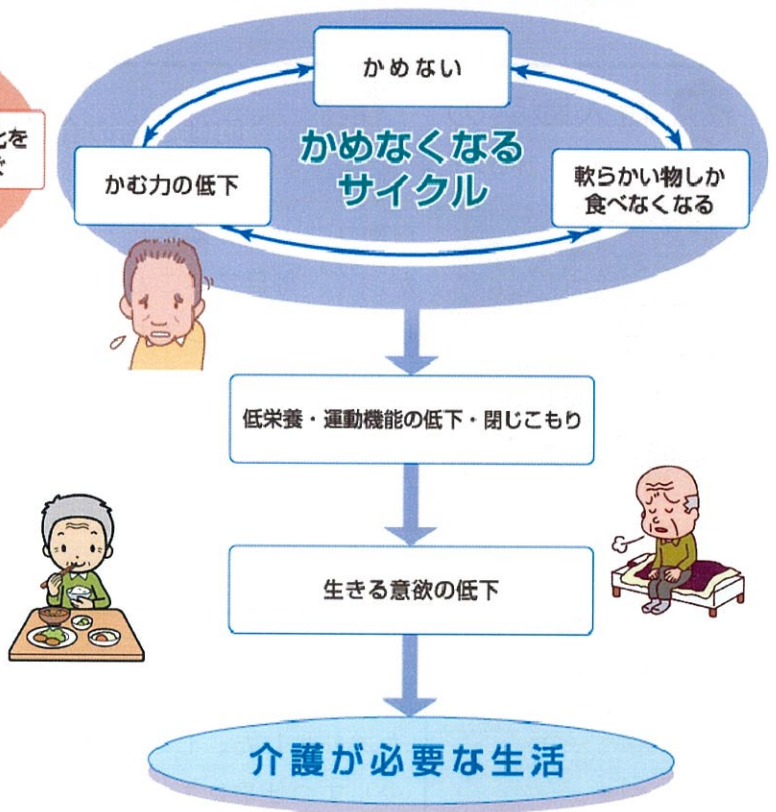 かめない
かめなくなる
サイクル
かむ力の低下
軟らかい物しか
食べなくなる
低栄養・運動機能の低下・閉じこもり
生きる意欲の低下
介護が必要な生活